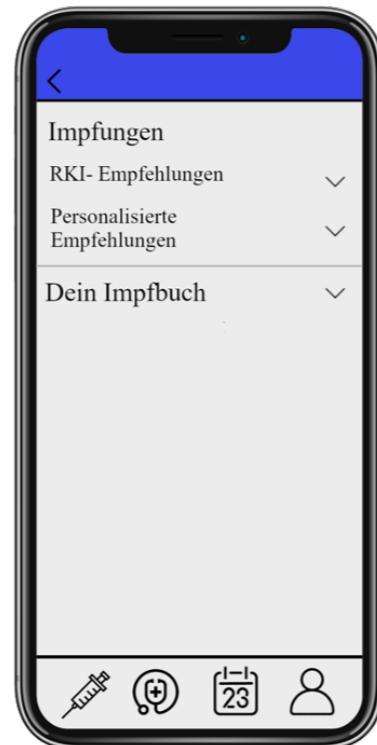 Impfungen
RKI- Empfehlungen
Personalisierte
Empfehlungen
Dein Impfbuch
23